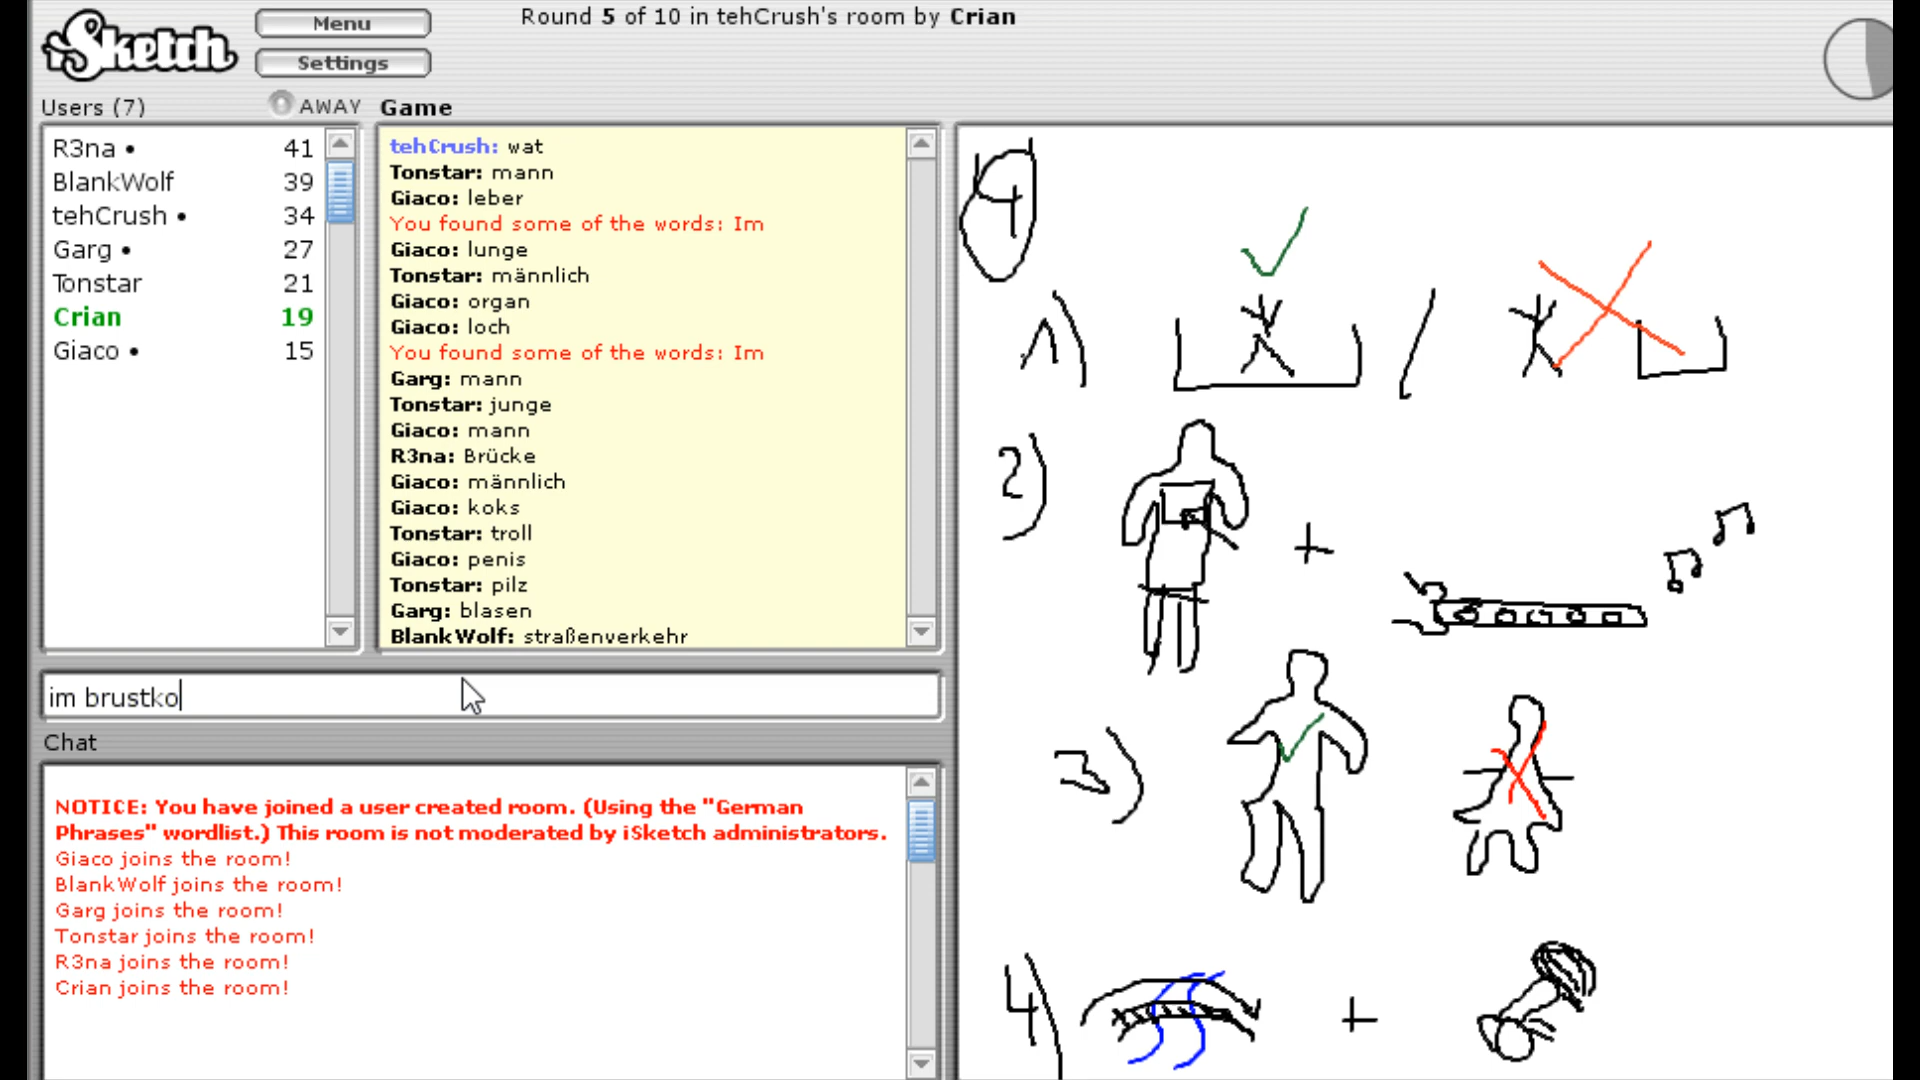 iSketch
Menu
Settings
Round 5 of 10 in tehCrush's room by Crian
Users (7)
AWAY
R3na • 41
BlankWolf 39
tehCrush • 34
Garg • 27
Tonstar 21
Crian 19
Giaco • 15
Game
tehCrush: wat
Tonstar: mann
Giaco: leber
You found some of the words: Im
Giaco: lunge
Tonstar: männlich
Giaco: organ
Giaco: loch
You found some of the words: Im
Garg: mann
Tonstar: junge
Giaco: mann
R3na: Brücke
Giaco: männlich
Giaco: koks
Tonstar: troll
Giaco: penis
Tonstar: pilz
Garg: blasen
BlankWolf: straßenverkehr
im brustko
Chat
NOTICE: You have joined a user created room. (Using the "German
Phrases" wordlist.) This room is not moderated by iSketch administrators.
Giaco joins the room!
BlankWolf joins the room!
Garg joins the room!
Tonstar joins the room!
R3na joins the room!
Crian joins the room!
4
1) /
2) +
3)
4) +